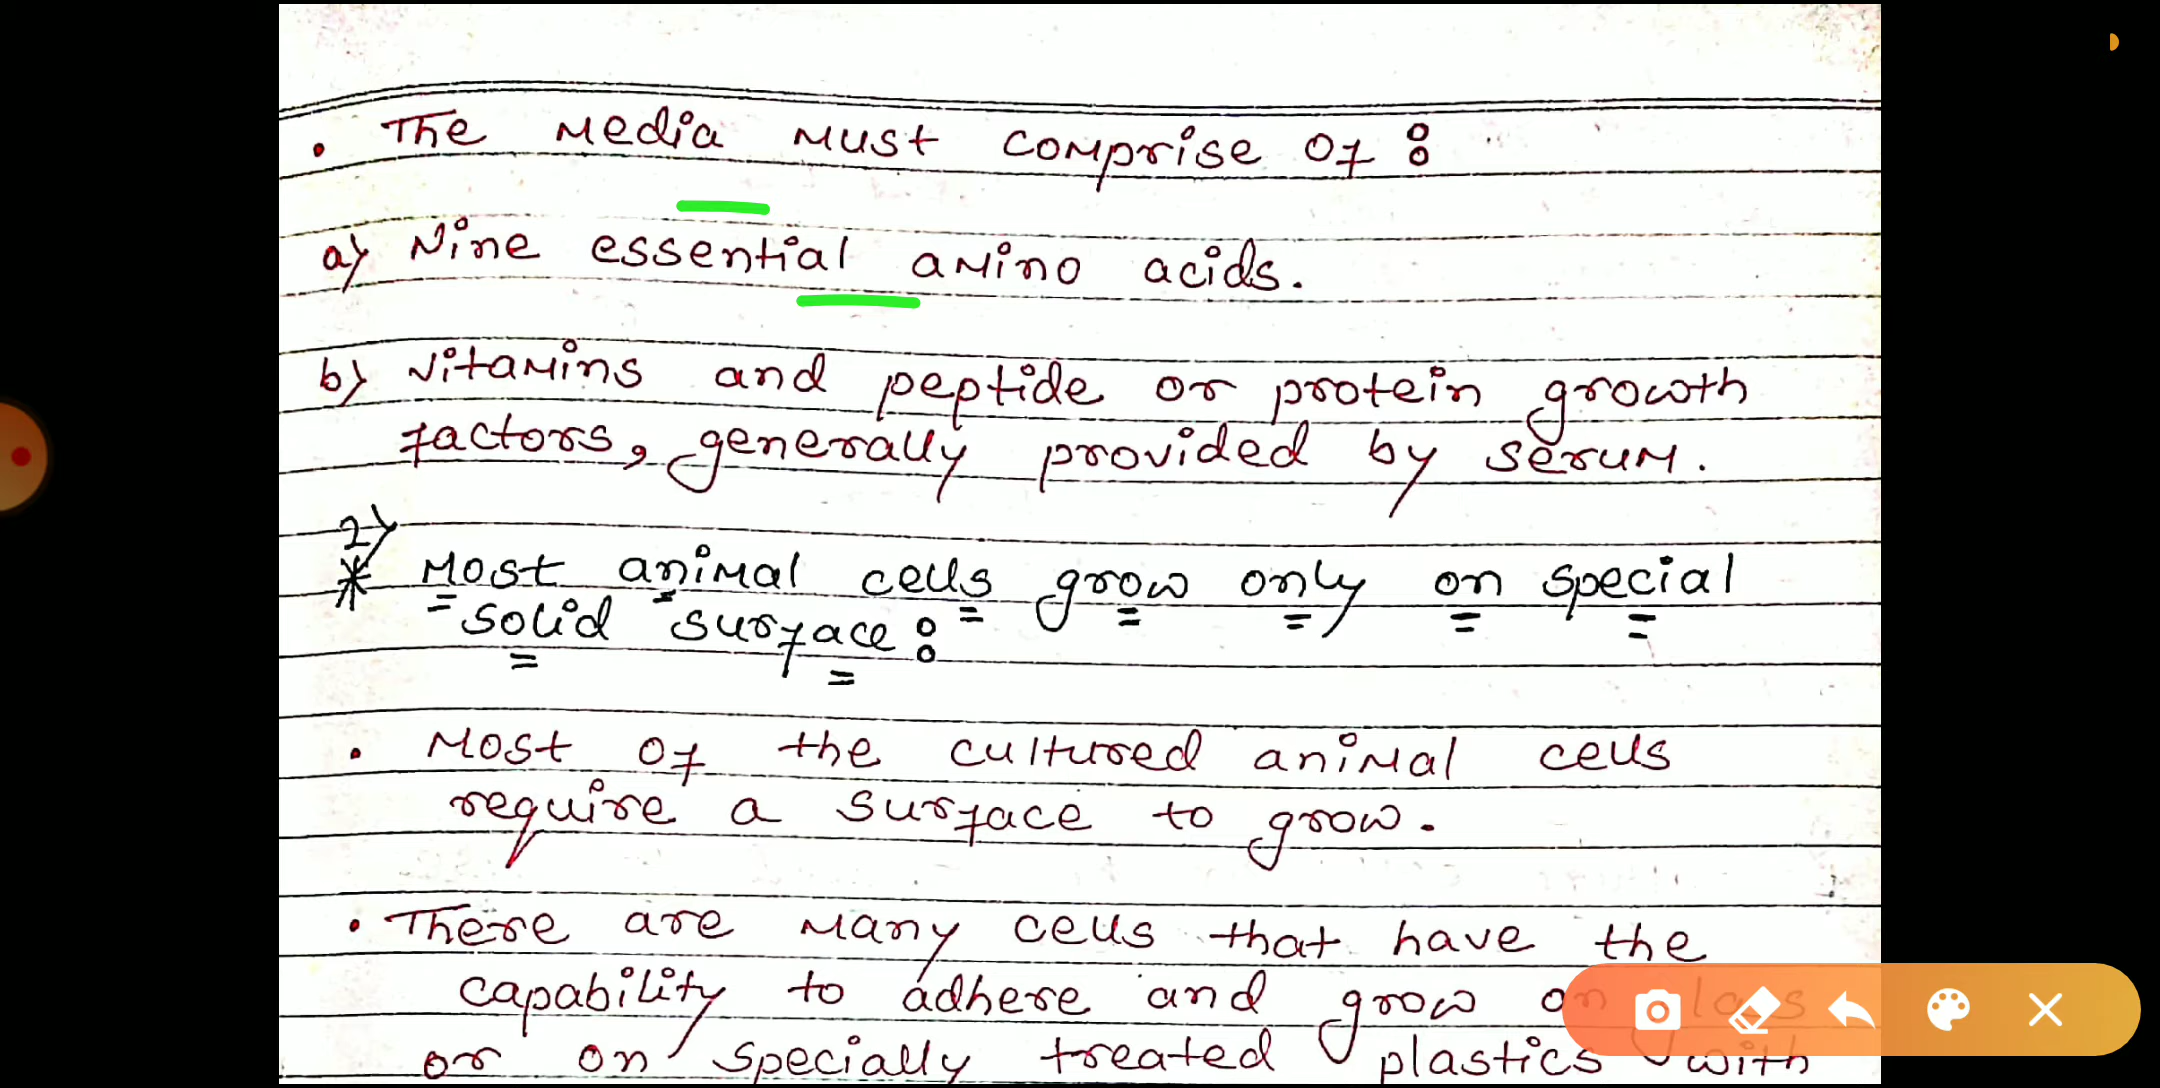 • The Media Must comprise of :
a) Nine essential amino acids.
b) vitamins and peptide or protein growth
factors, generally provided by serum.
2)
* Most animal cells grow only on special
solid surface :
• Most of the cultured animal cells
require a surface to grow.
• There are Many cells that have the
capability to adhere and grow on
or on specially treated plastics with